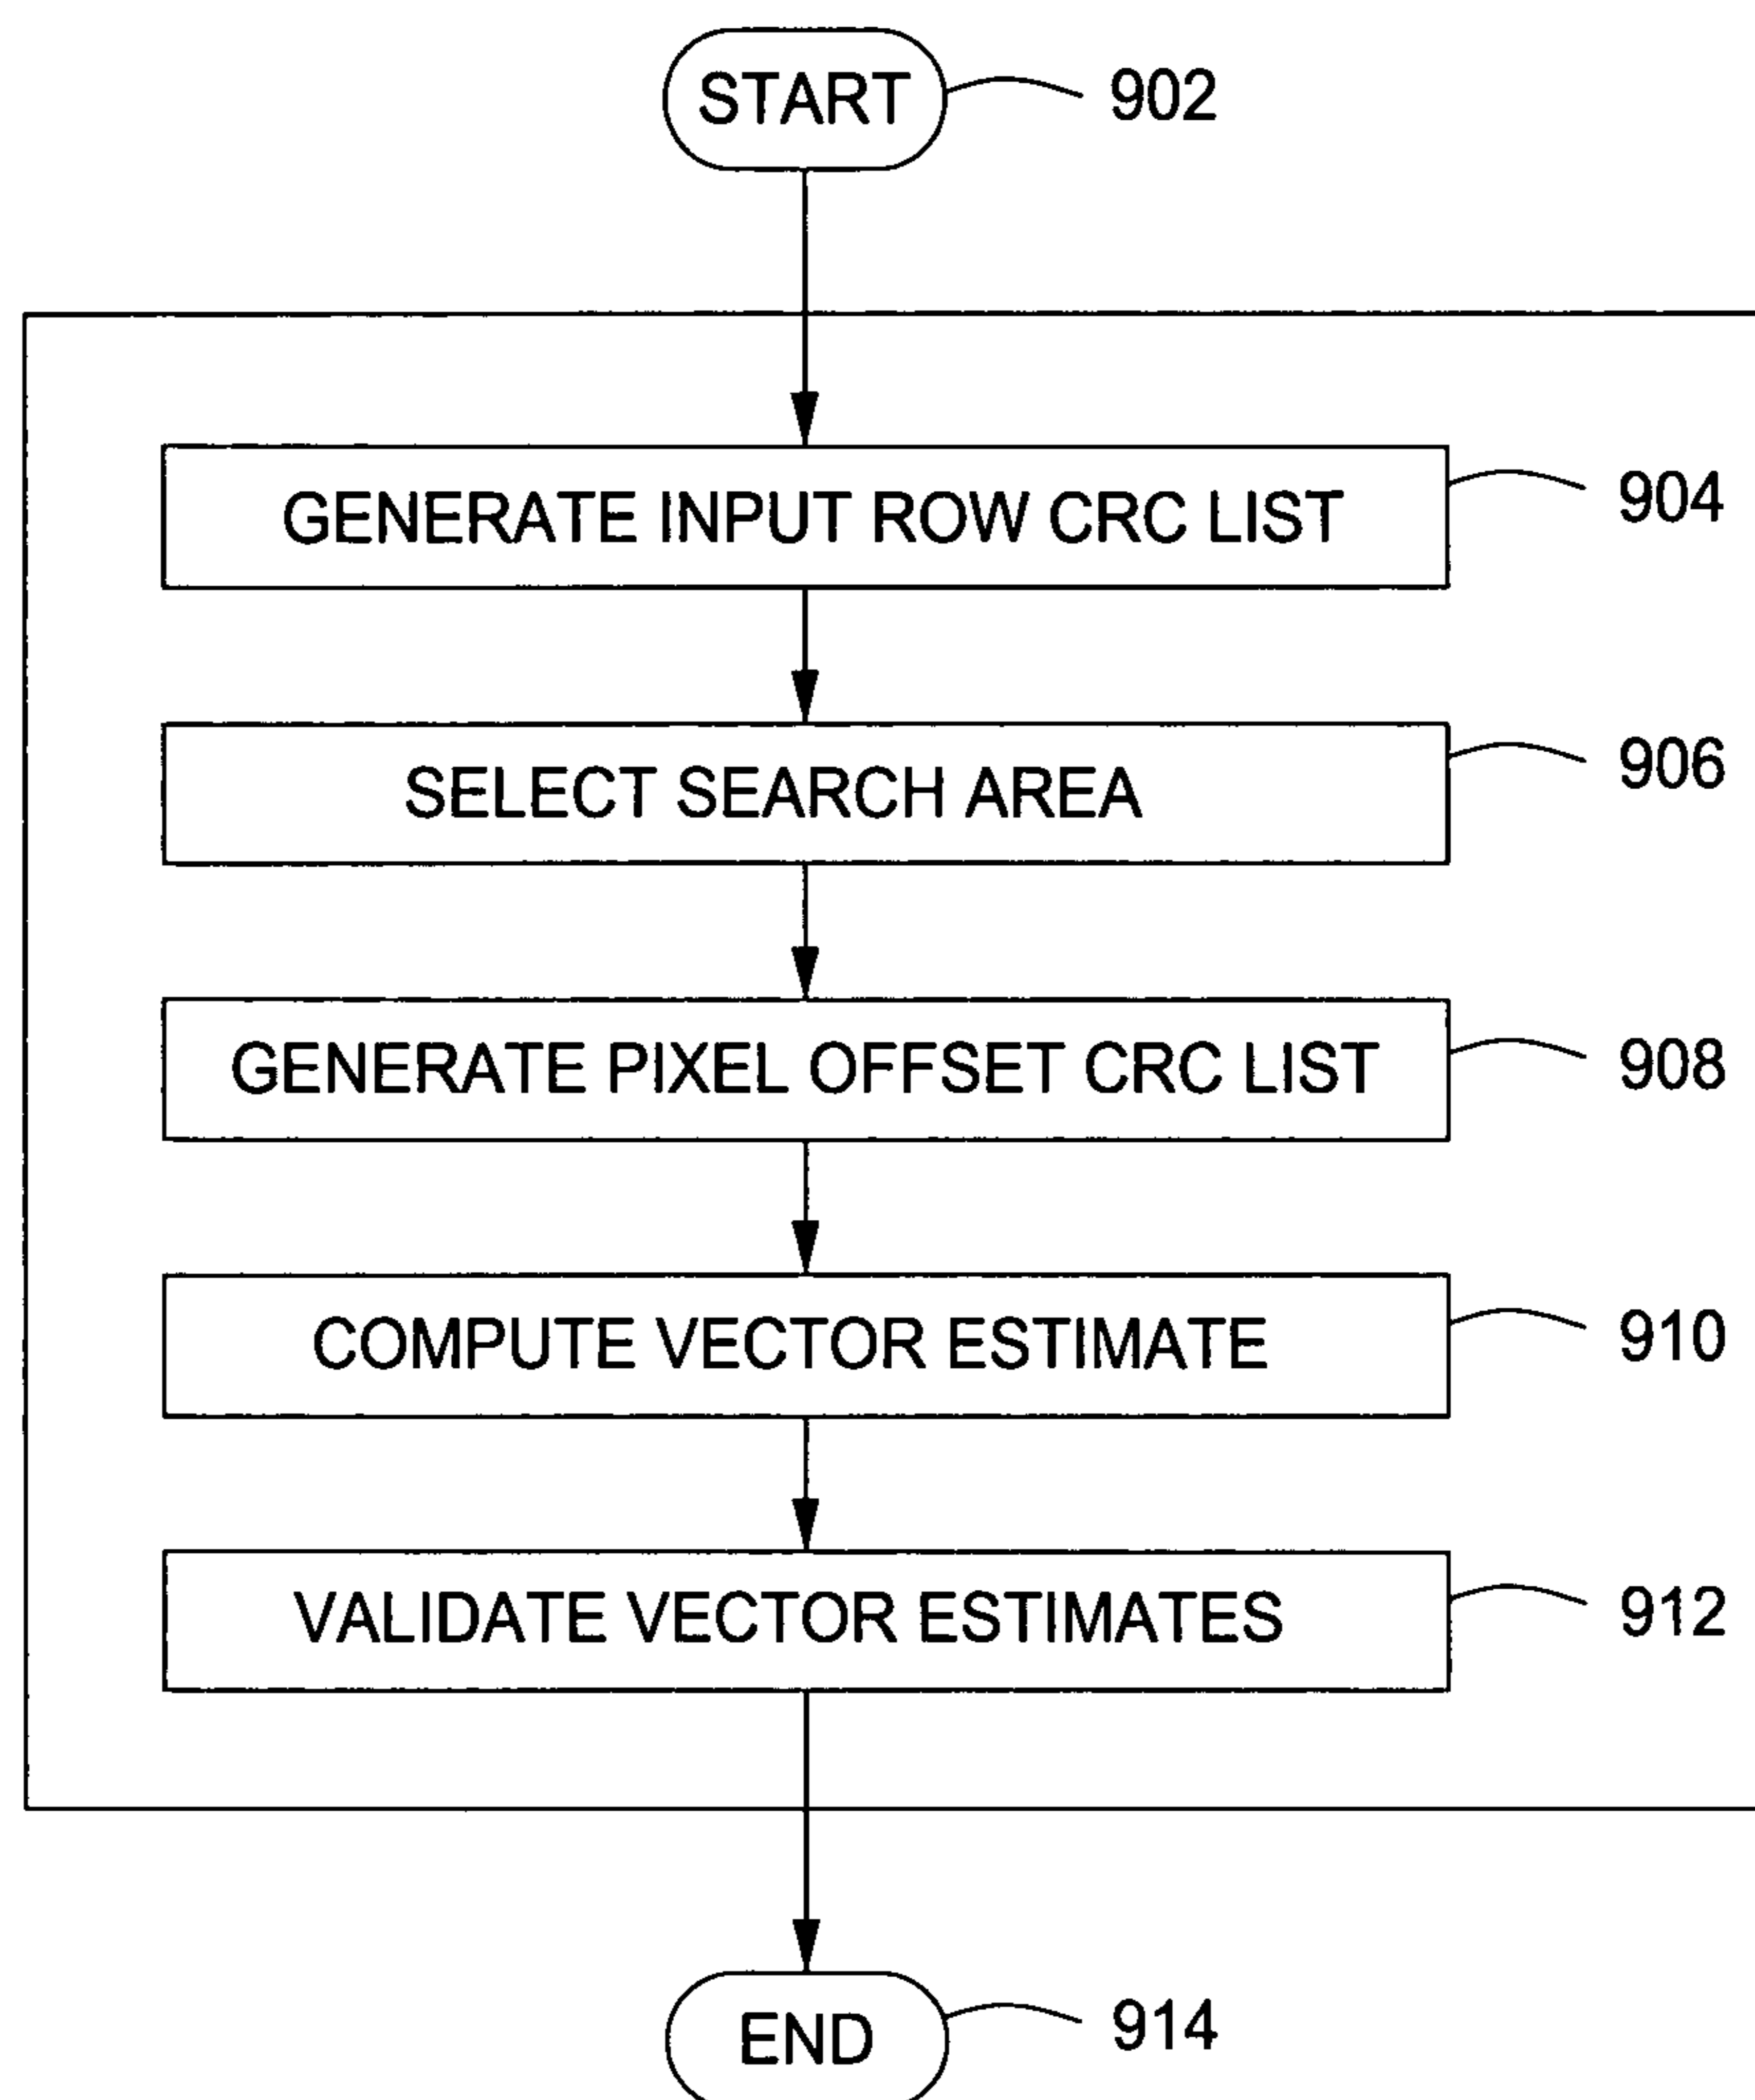 START
902
GENERATE INPUT ROW CRC LIST
904
SELECT SEARCH AREA
906
GENERATE PIXEL OFFSET CRC LIST
908
COMPUTE VECTOR ESTIMATE
910
VALIDATE VECTOR ESTIMATES
912
END
914